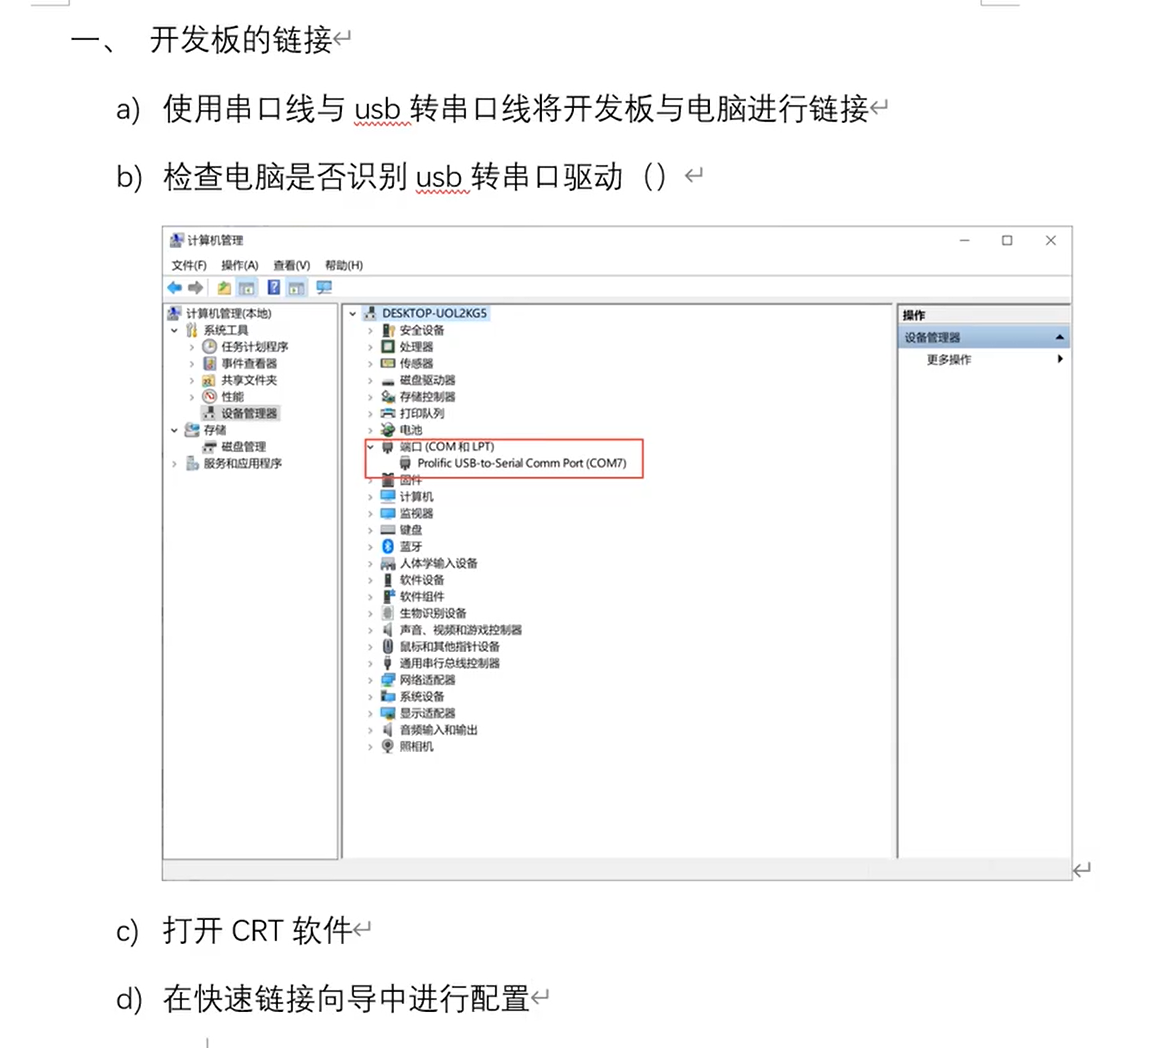 一、 开发板的链接
a) 使用串口线与 usb 转串口线将开发板与电脑进行链接
b) 检查电脑是否识别 usb 转串口驱动（）
计算机管理
文件(F) 操作(A) 查看(V) 帮助(H)
计算机管理(本地)
系统工具
任务计划程序
事件查看器
共享文件夹
性能
设备管理器
存储
磁盘管理
服务和应用程序
DESKTOP-UOL2KG5
安全设备
处理器
传感器
磁盘驱动器
存储控制器
打印队列
电池
端口 (COM 和 LPT)
Prolific USB-to-Serial Comm Port (COM7)
固件
计算机
监视器
键盘
蓝牙
人体学输入设备
软件设备
软件组件
生物识别设备
声音、视频和游戏控制器
鼠标和其他指针设备
通用串行总线控制器
网络适配器
系统设备
显示适配器
音频输入和输出
照相机
操作
设备管理器
更多操作
c) 打开 CRT 软件
d) 在快速链接向导中进行配置